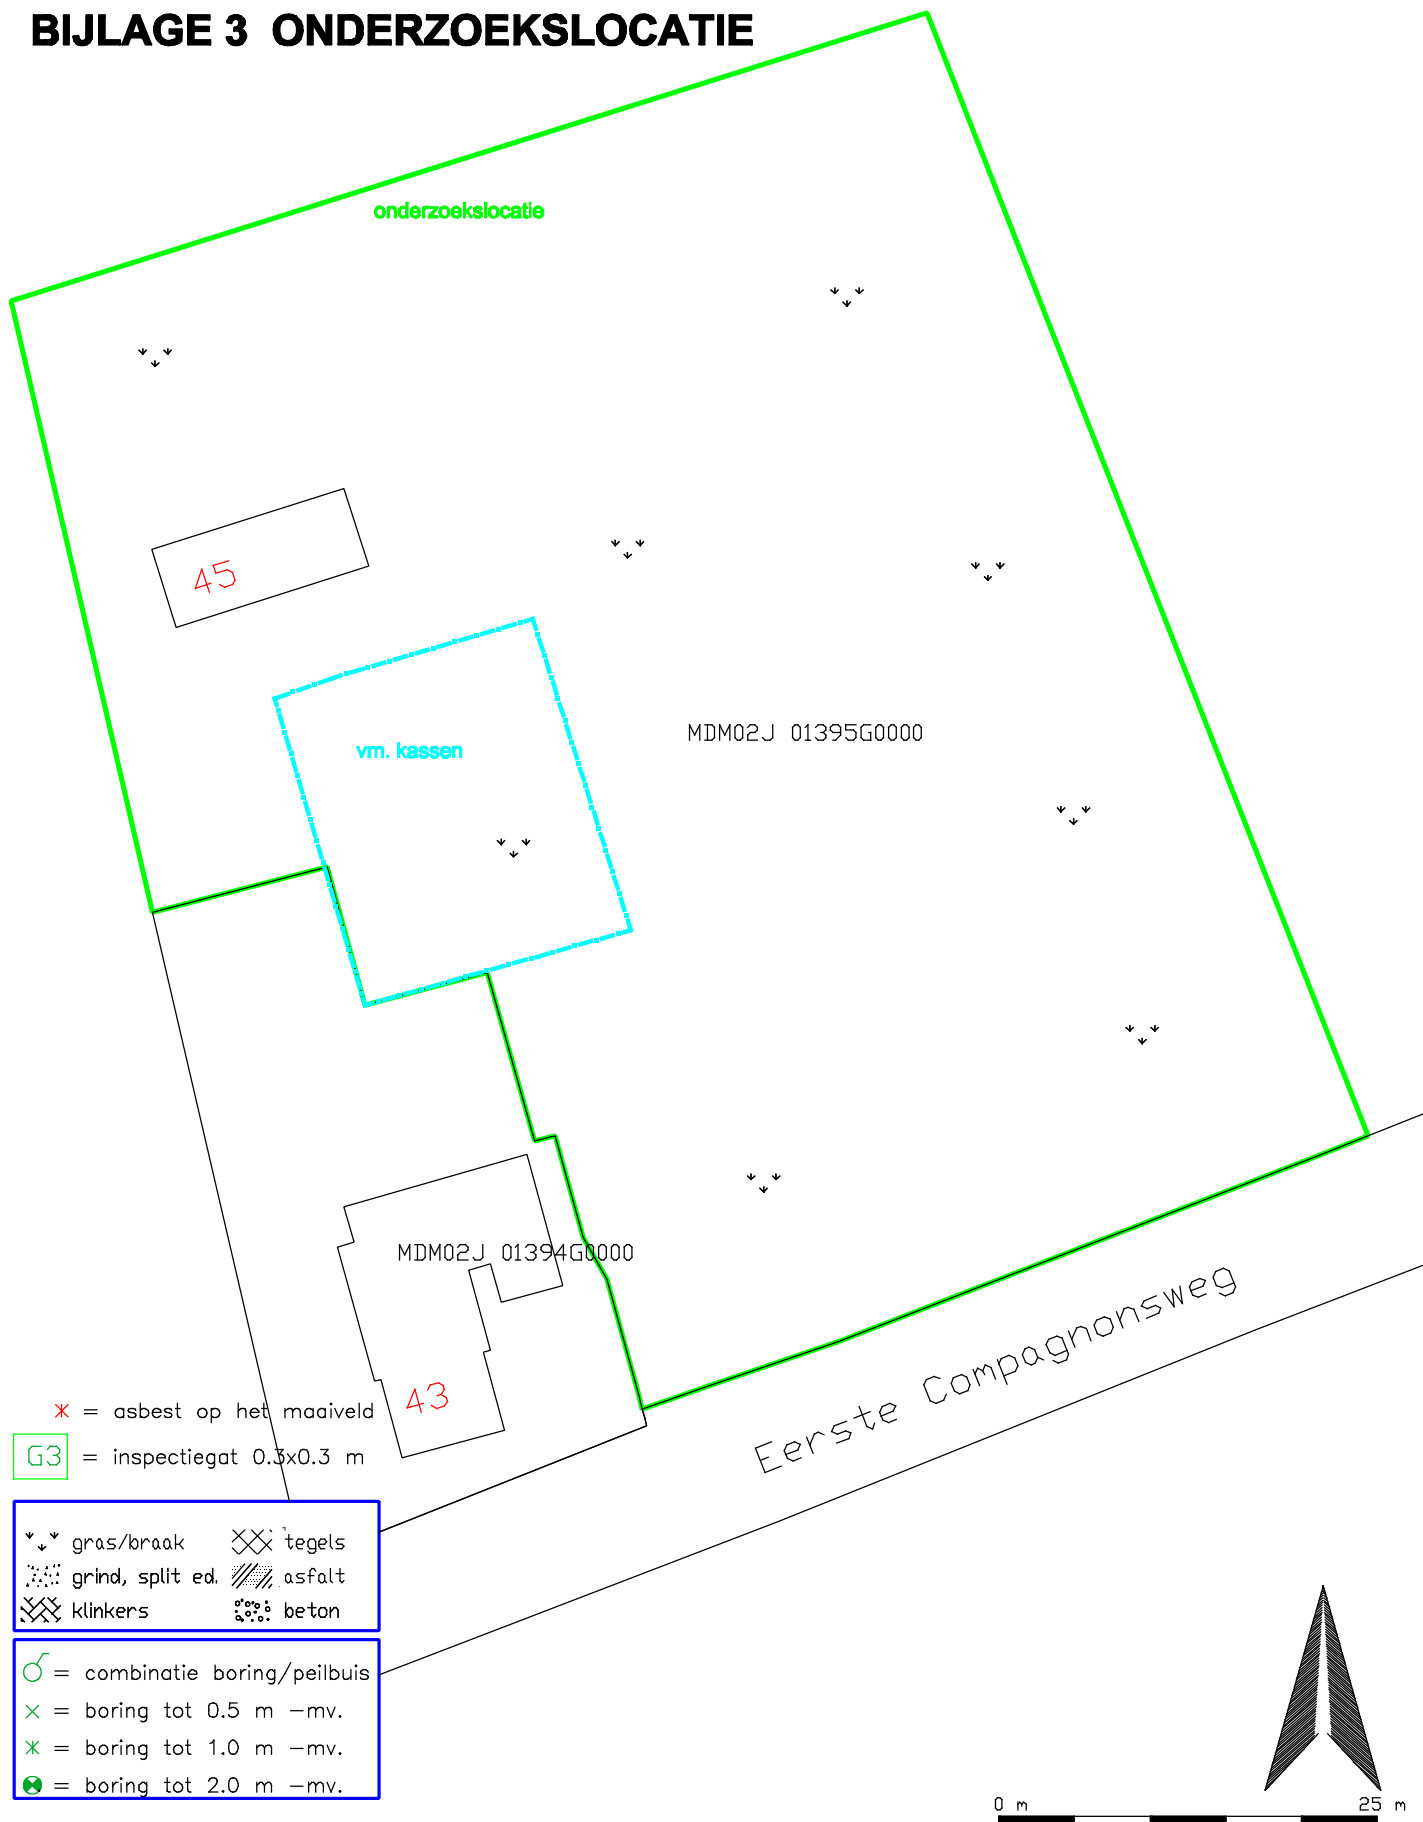 BIJLAGE 3 ONDERZOEKSLOCATIE
onderzoekslocatie
45
MDM02J 01395G0000
vm. kassen
MDM02J 01394G0000
Eerste Compagnonsweg
43
= asbest op het maaiveld
G3 = inspectiegat 0.3x0.3 m
gras/braak tegels
grind, split ed. asfalt
klinkers beton
= combinatie boring/peilbuis
= boring tot 0.5 m -mv.
= boring tot 1.0 m -mv.
= boring tot 2.0 m -mv.
0 m 25 m